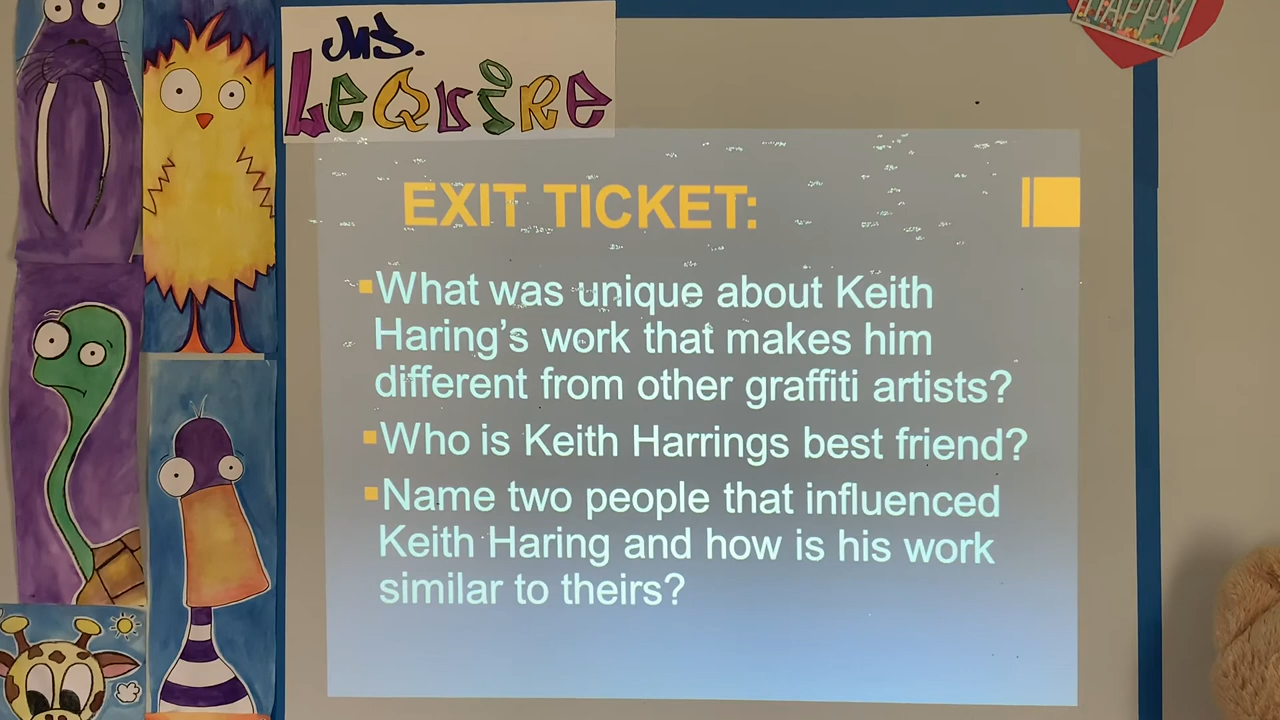 HAPPY
Ms.
LeQuire
EXIT TICKET:
What was unique about Keith
Haring's work that makes him
different from other graffiti artists?
Who is Keith Harrings best friend?
Name two people that influenced
Keith Haring and how is his work
similar to theirs?